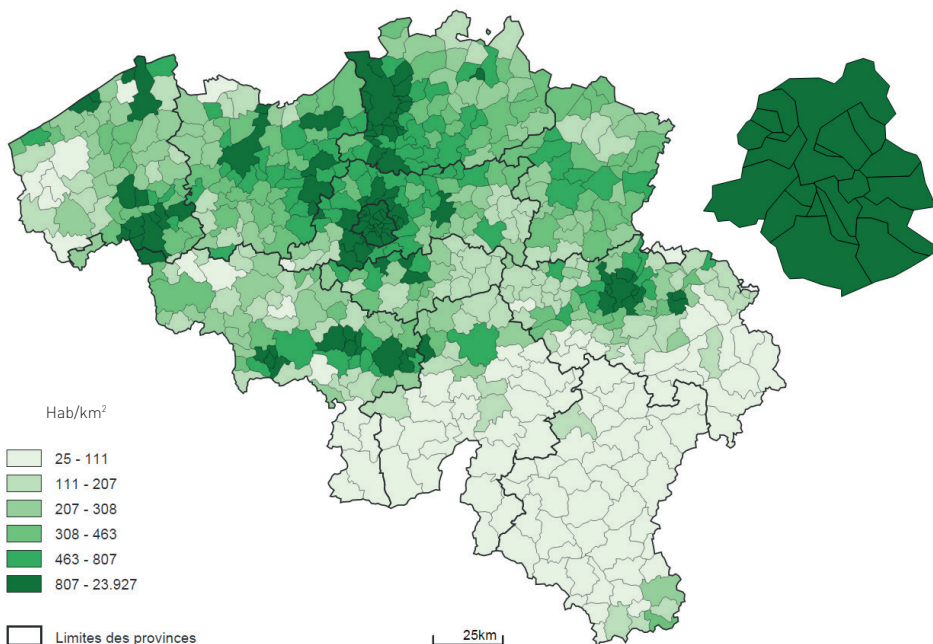 Hab/km²
25 - 111
111 - 207
207 - 308
308 - 463
463 - 807
807 - 23.927
Limites des provinces
25km